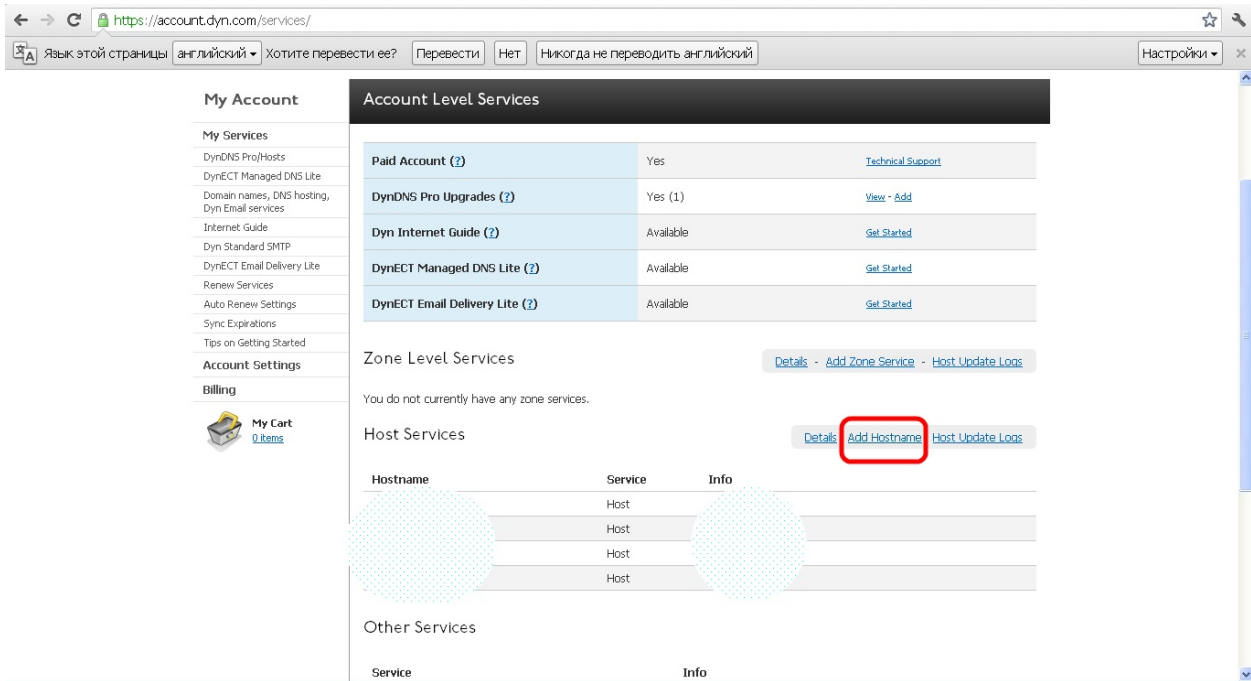 https://account.dyn.com/services/
Язык этой страницы английский Хотите перевести ее? Перевести Нет Никогда не переводить английский Настройки
My Account
My Services
DynDNS Pro/Hosts
DynECT Managed DNS Lite
Domain names, DNS hosting,
Dyn Email services
Internet Guide
Dyn Standard SMTP
DynECT Email Delivery Lite
Renew Services
Auto Renew Settings
Sync Expirations
Tips on Getting Started
Account Settings
Billing
My Cart
0 items
Account Level Services
Paid Account (?) Yes Technical Support
DynDNS Pro Upgrades (?) Yes (1) View - Add
Dyn Internet Guide (?) Available Get Started
DynECT Managed DNS Lite (?) Available Get Started
DynECT Email Delivery Lite (?) Available Get Started
Zone Level Services Details - Add Zone Service - Host Update Logs
You do not currently have any zone services.
Host Services Details Add Hostname Host Update Logs
Hostname Service Info
Host
Host
Host
Host
Other Services
Service Info